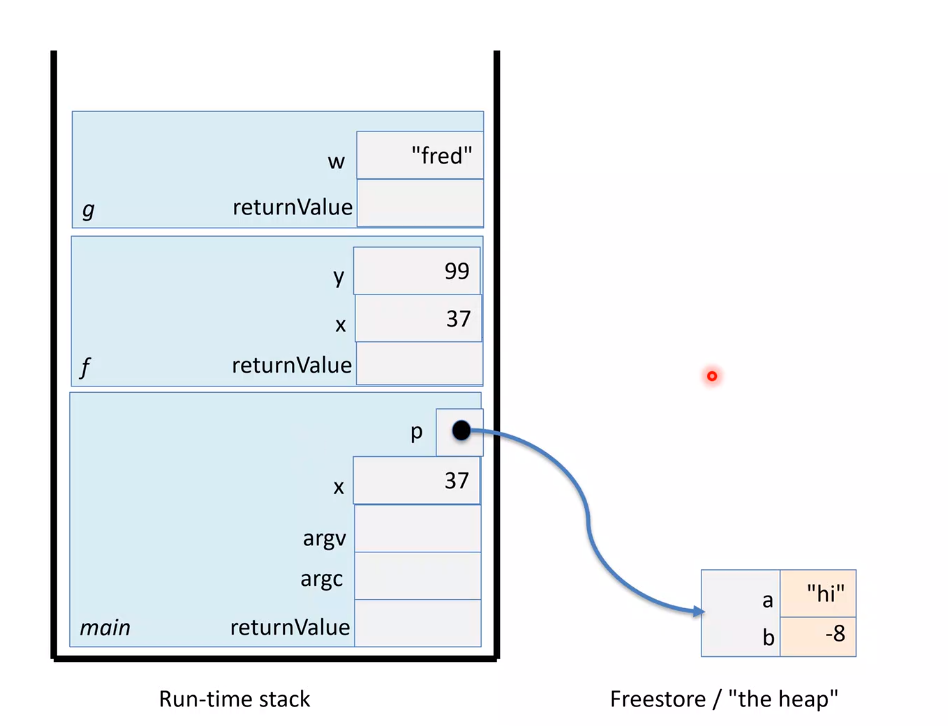 w "fred"
g returnValue
y 99
x 37
f returnValue
p
x 37
argv
argc
main returnValue
a "hi"
b -8
Run-time stack
Freestore / "the heap"